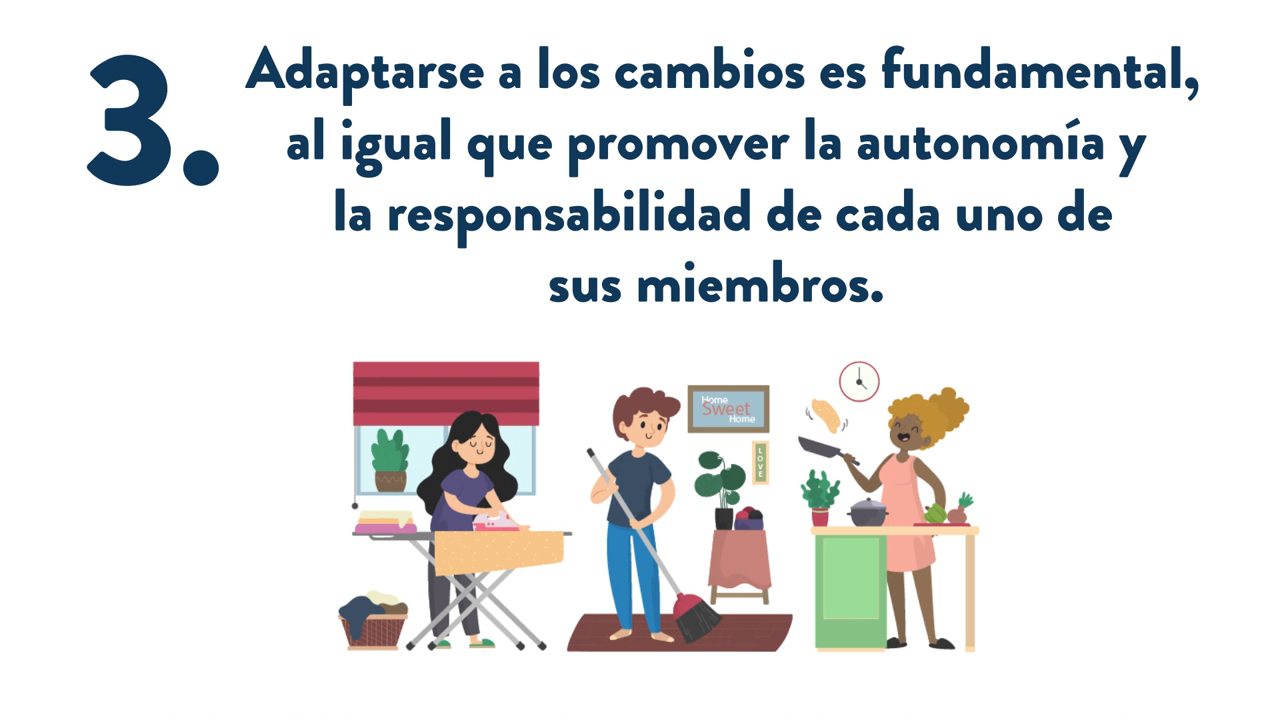 3.
Adaptarse a los cambios es fundamental,
al igual que promover la autonomía y
la responsabilidad de cada uno de
sus miembros.
Home
Sweet
Home
LOVE